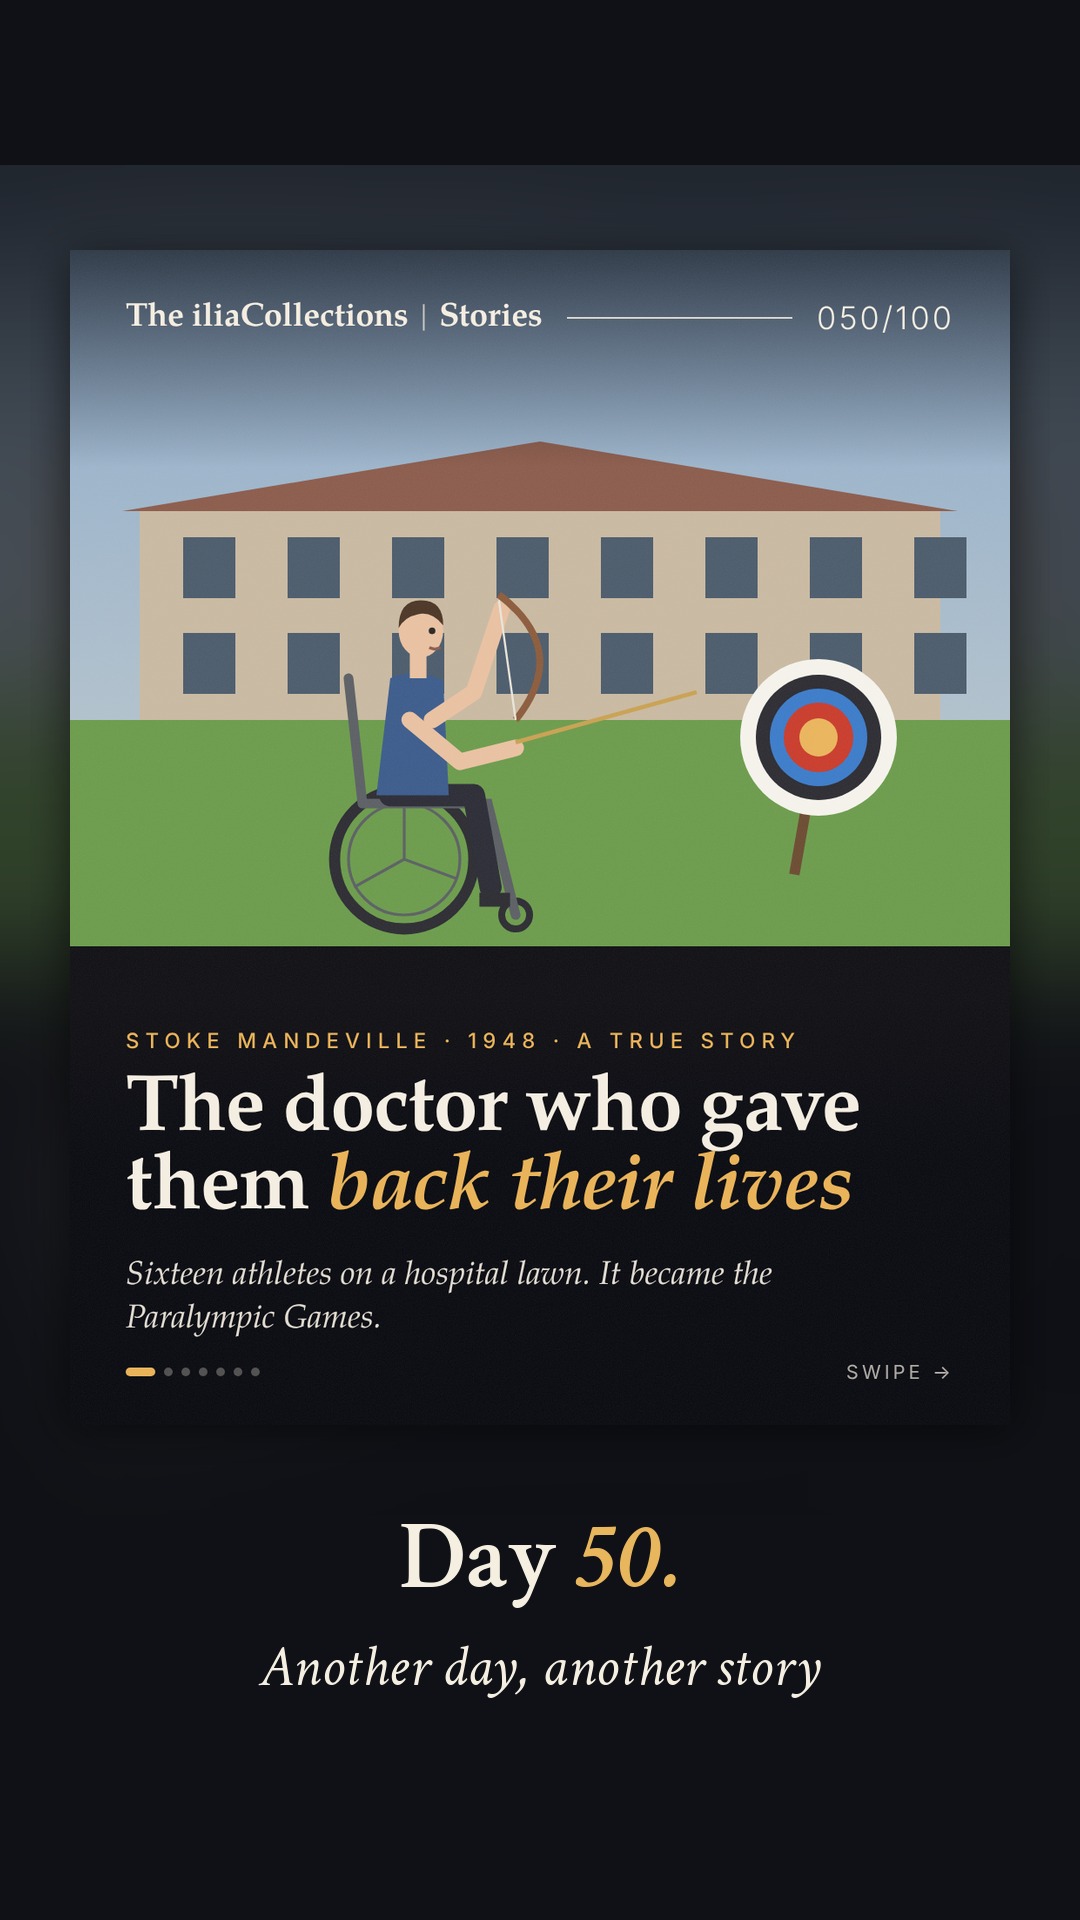 The iliaCollections | Stories 050/100
STOKE MANDEVILLE · 1948 · A TRUE STORY
The doctor who gave
them back their lives
Sixteen athletes on a hospital lawn. It became the
Paralympic Games.
SWIPE →
Day 50.
Another day, another story